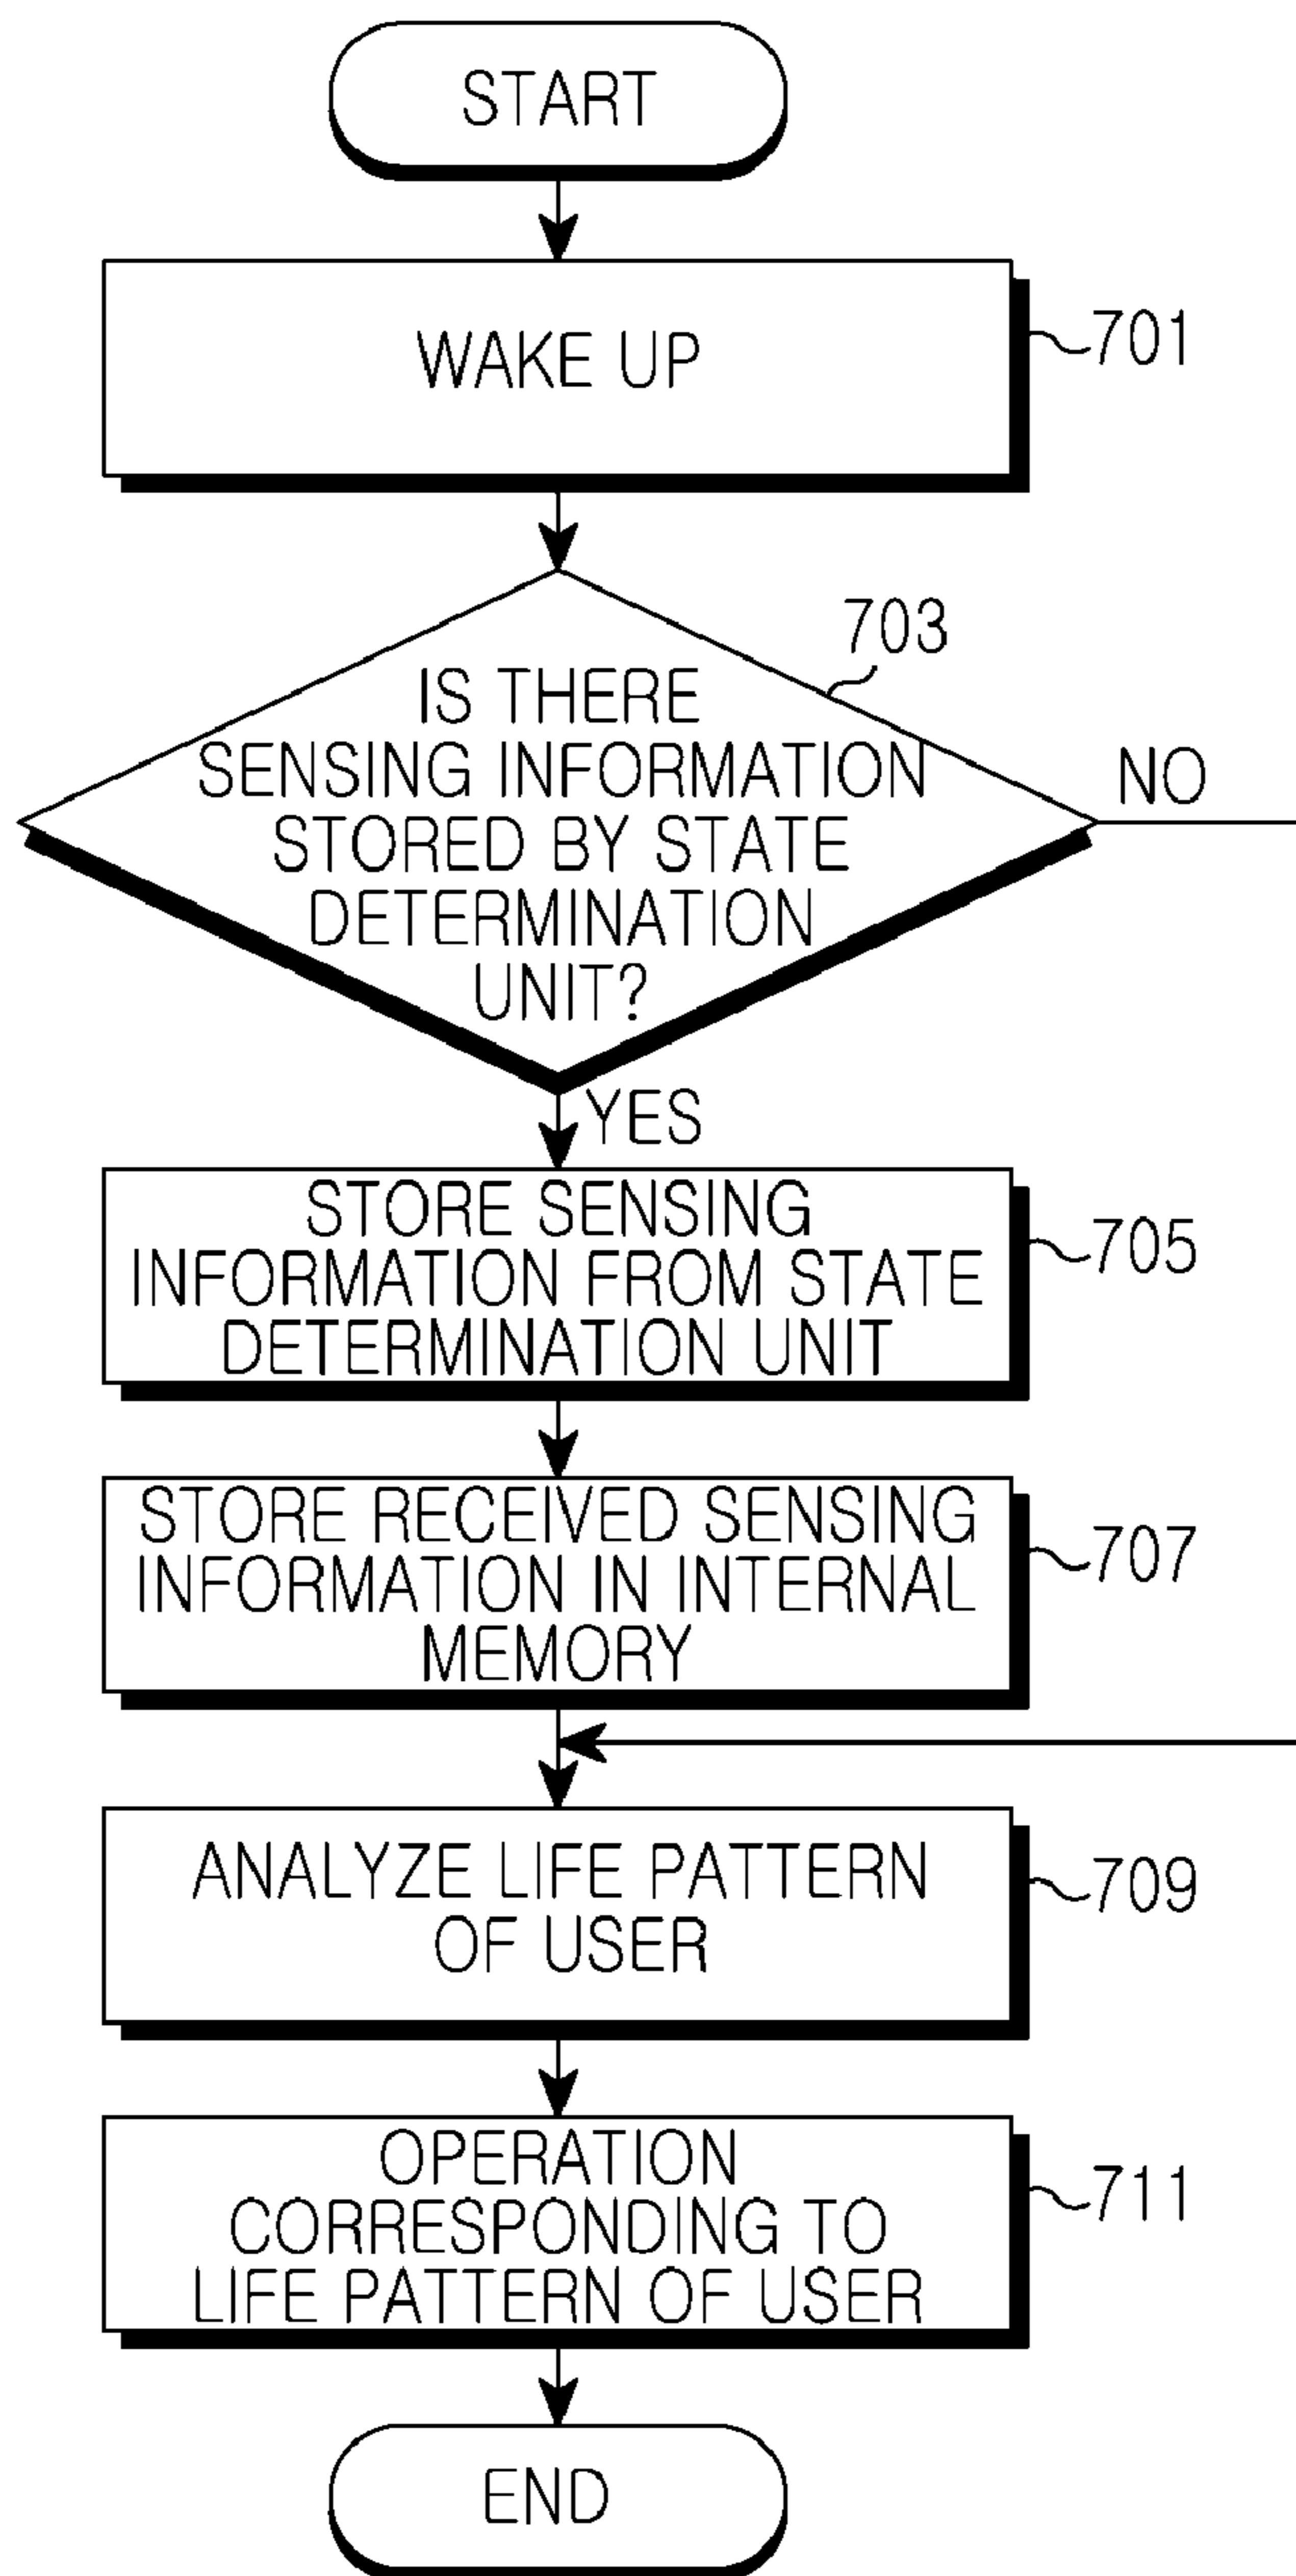 START
WAKE UP
701
703
IS THERE
SENSING INFORMATION
STORED BY STATE
DETERMINATION
UNIT?
NO
YES
STORE SENSING
INFORMATION FROM STATE
DETERMINATION UNIT
705
STORE RECEIVED SENSING
INFORMATION IN INTERNAL
MEMORY
707
ANALYZE LIFE PATTERN
OF USER
709
OPERATION
CORRESPONDING TO
LIFE PATTERN OF USER
711
END